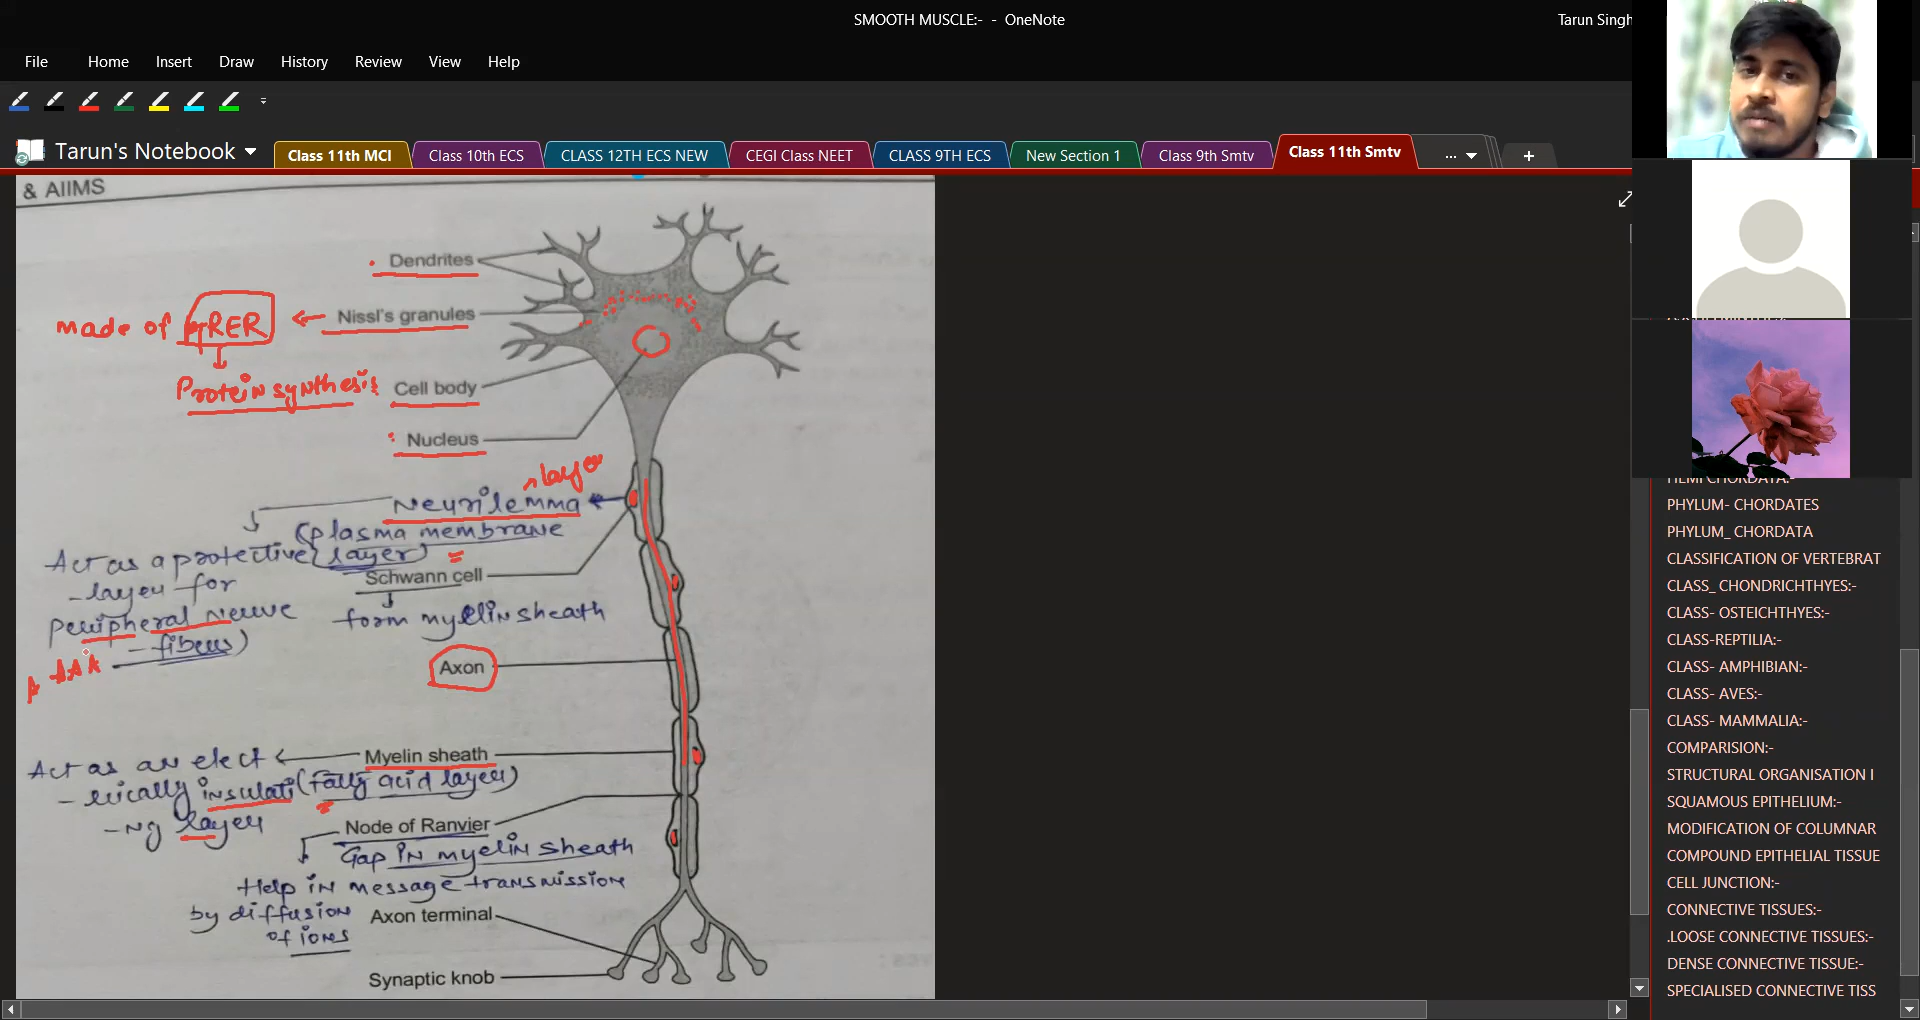 SMOOTH MUSCLE:- - OneNote
Tarun Singh
File Home Insert Draw History Review View Help
Tarun's Notebook
Class 11th MCI
Class 10th ECS
CLASS 12TH ECS NEW
CEGI Class NEET
CLASS 9TH ECS
New Section 1
Class 9th Smtv
Class 11th Smtv
...
+
& AIIMS
Dendrites
made of RER
Nissl's granules
Protein synthesis
Cell body
Nucleus
layer
Neurilemma
(plasma membrane
layer)
Act as a protective
-layer for
peripheral nerve
-fibers)
Schwann cell
form myelin sheath
Axon
Myelin sheath
(Fatty acid layer)
Act as an elect
-rically insulati
-ng layer
Node of Ranvier
Gap in myelin sheath
Help in message transmission
by diffusion
of ions
Axon terminal
Synaptic knob
HEMICHORDATA:-
PHYLUM- CHORDATES
PHYLUM_ CHORDATA
CLASSIFICATION OF VERTEBRAT
CLASS_ CHONDRICHTHYES:-
CLASS- OSTEICHTHYES:-
CLASS-REPTILIA:-
CLASS- AMPHIBIAN:-
CLASS- AVES:-
CLASS- MAMMALIA:-
COMPARISION:-
STRUCTURAL ORGANISATION I
SQUAMOUS EPITHELIUM:-
MODIFICATION OF COLUMNAR
COMPOUND EPITHELIAL TISSUE
CELL JUNCTION:-
CONNECTIVE TISSUES:-
.LOOSE CONNECTIVE TISSUES:-
DENSE CONNECTIVE TISSUE:-
SPECIALISED CONNECTIVE TISS